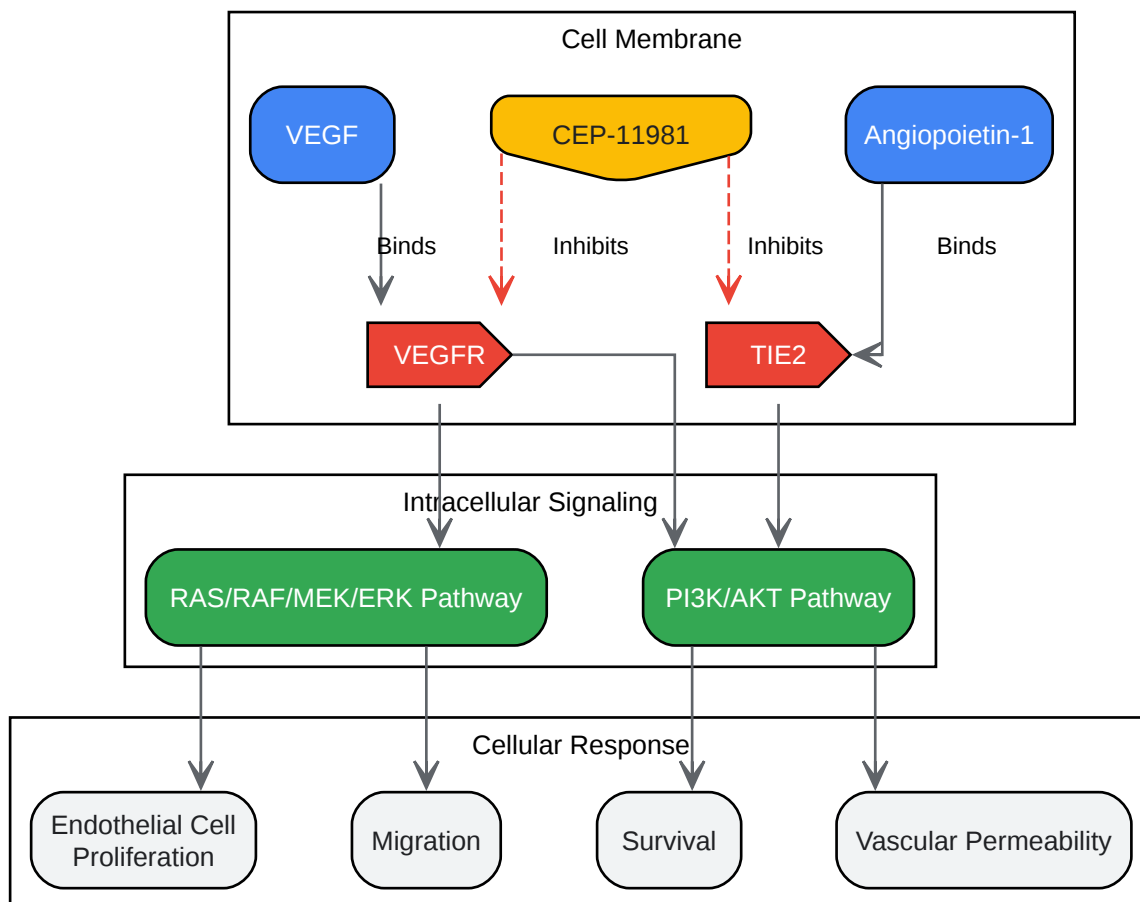 Cell Membrane
VEGF
CEP-11981
Angiopoietin-1
Binds
Inhibits
Inhibits
Binds
VEGFR
TIE2
Intracellular Signaling
RAS/RAF/MEK/ERK Pathway
PI3K/AKT Pathway
Cellular Response
Endothelial Cell
Proliferation
Migration
Survival
Vascular Permeability